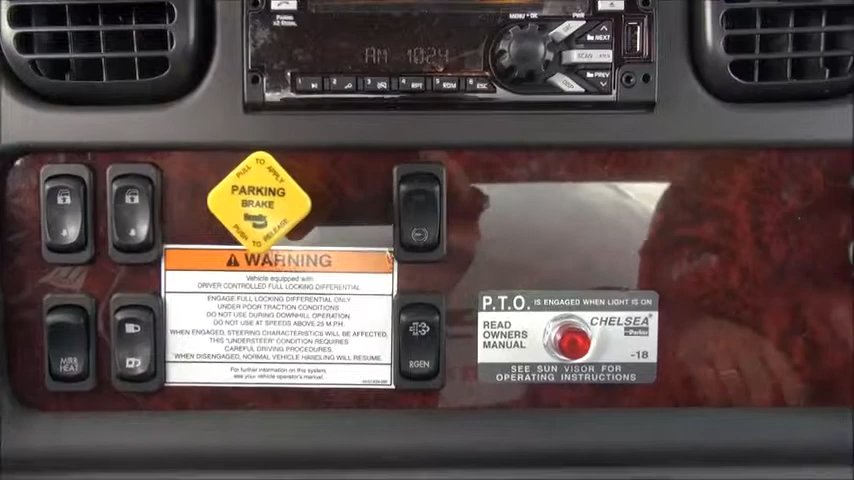 MENU • OK
PWR
SRC
NEXT
AM 1024
SCAN
PREV
DISP
1
2
3
4 RPT
5 RDM
6 ESC
PULL TO APPLY
PARKING
BRAKE
Bendix
PUSH TO RELEASE
WARNING
Vehicle equipped with
DRIVER CONTROLLED FULL LOCKING DIFFERENTIAL.
ENGAGE FULL LOCKING DIFFERENTIAL ONLY
UNDER POOR TRACTION CONDITIONS.
DO NOT USE DURING DOWNHILL OPERATION
DO NOT USE AT SPEEDS ABOVE 25 M.P.H.
WHEN ENGAGED, STEERING CHARACTERISTICS WILL BE AFFECTED,
THIS "UNDERSTEER" CONDITION REQUIRES
CAREFUL DRIVING PROCEDURES.
WHEN DISENGAGED, NORMAL VEHICLE HANDLING WILL RESUME.
For further information on this system
see your vehicle operator's manual.
MIRR
HEAT
RGEN
P.T.O. IS ENGAGED WHEN LIGHT IS ON
READ
OWNERS
MANUAL
CHELSEA®
Parker
-18
SEE SUN VISOR FOR
OPERATING INSTRUCTIONS